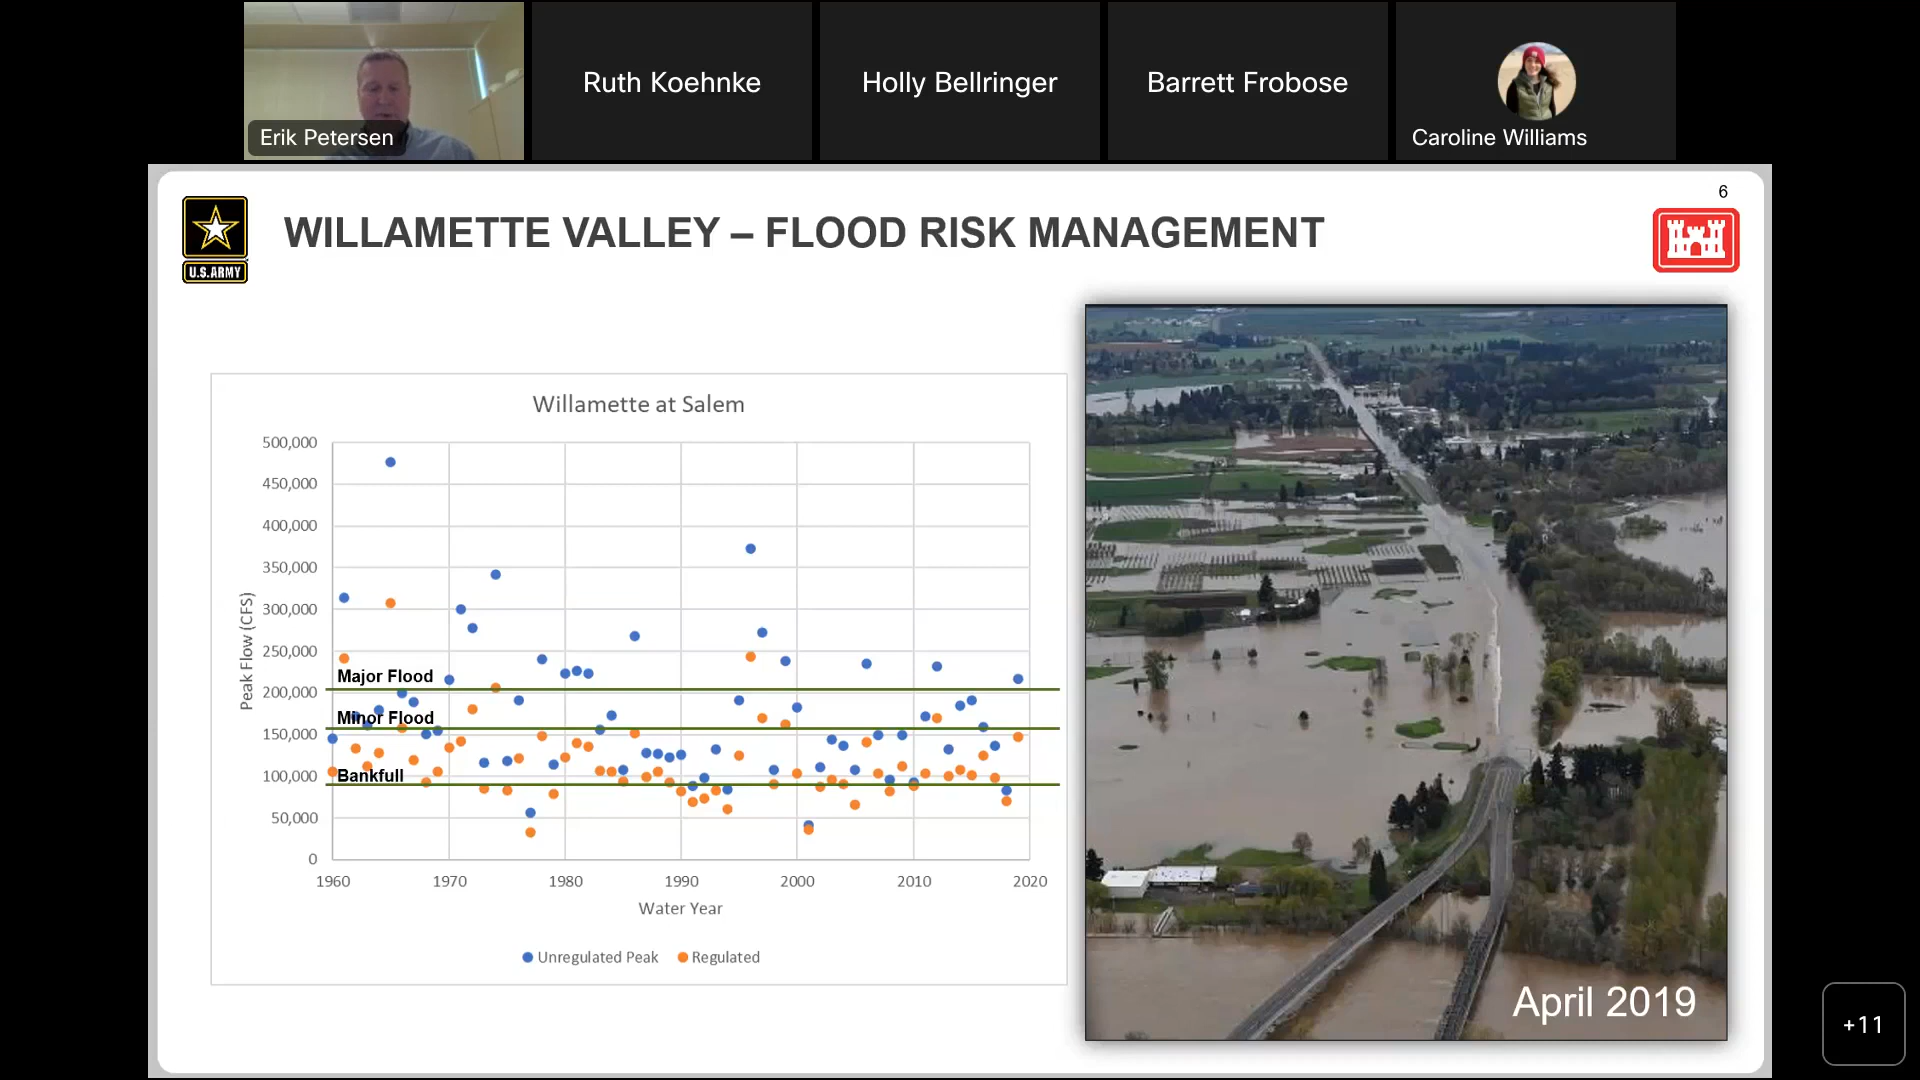 Erik Petersen
Ruth Koehnke
Holly Bellringer
Barrett Frobose
Caroline Williams
6
U.S.ARMY
WILLAMETTE VALLEY – FLOOD RISK MANAGEMENT
Willamette at Salem
Peak Flow (CFS)
500,000
450,000
400,000
350,000
300,000
250,000
200,000
150,000
100,000
50,000
0
Major Flood
Minor Flood
Bankfull
1960 1970 1980 1990 2000 2010 2020
Water Year
Unregulated Peak Regulated
April 2019
+11